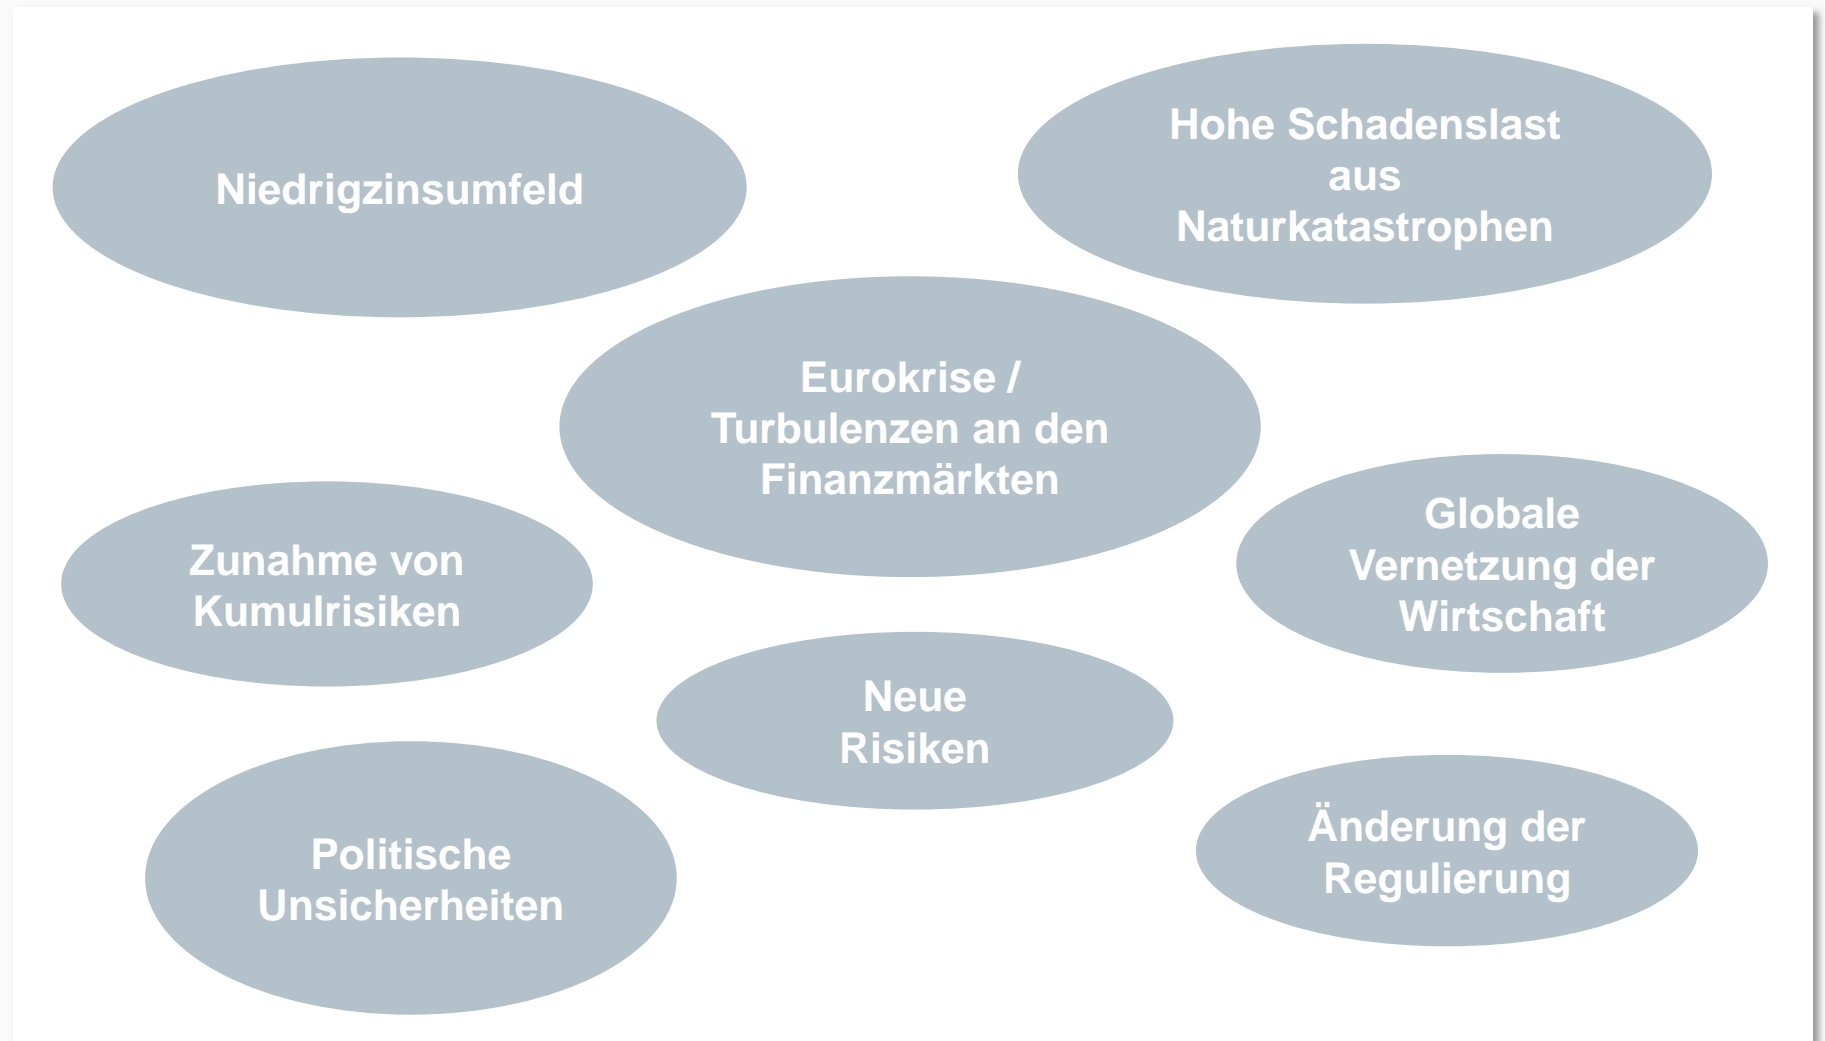 Niedrigzinsumfeld
Hohe Schadenslast
aus
Naturkatastrophen
Eurokrise /
Turbulenzen an den
Finanzmärkten
Zunahme von
Kumulrisiken
Globale
Vernetzung der
Wirtschaft
Neue
Risiken
Politische
Unsicherheiten
Änderung der
Regulierung